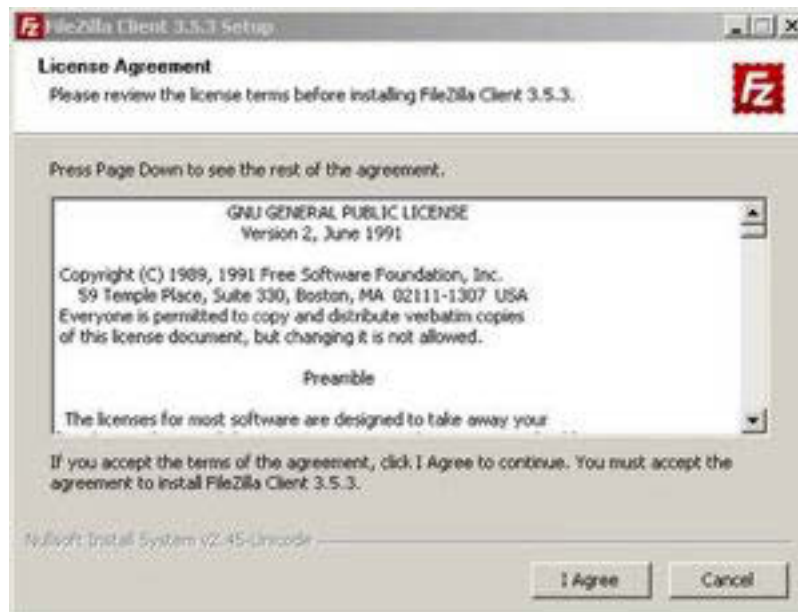 Fz FileZilla Client 3.5.3 Setup
License Agreement
Please review the license terms before installing FileZilla Client 3.5.3.
Fz
Press Page Down to see the rest of the agreement.
GNU GENERAL PUBLIC LICENSE
Version 2, June 1991
Copyright (C) 1989, 1991 Free Software Foundation, Inc.
59 Temple Place, Suite 330, Boston, MA 02111-1307 USA
Everyone is permitted to copy and distribute verbatim copies
of this license document, but changing it is not allowed.
Preamble
The licenses for most software are designed to take away your
If you accept the terms of the agreement, click I Agree to continue. You must accept the
agreement to install FileZilla Client 3.5.3.
Nullsoft Install System v2.45-Unicode
I Agree Cancel